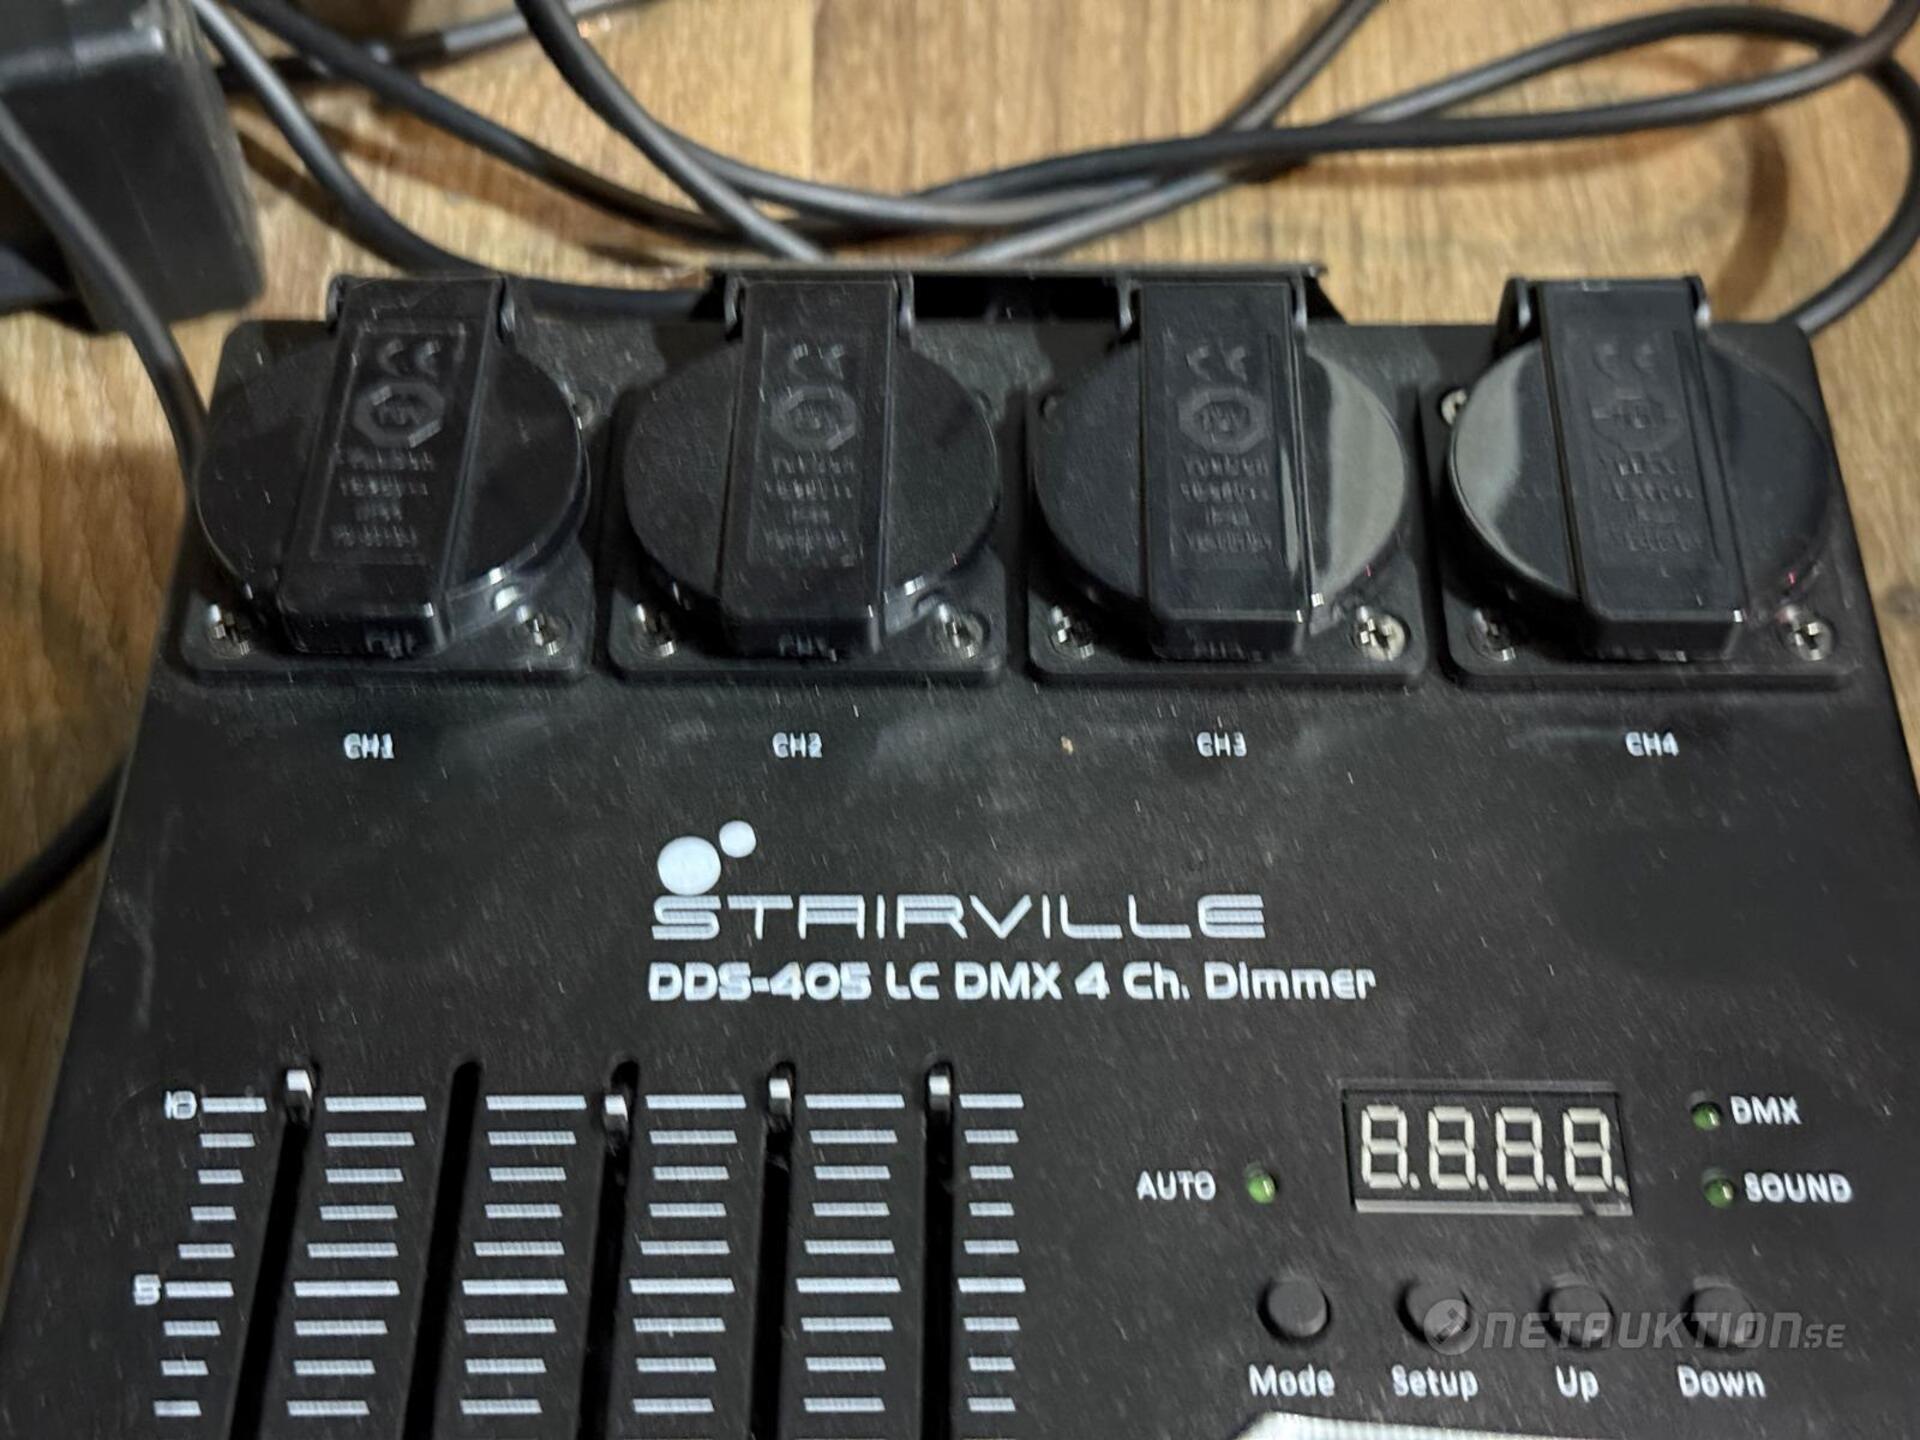 CH1 CH2 CH3 CH4
STAIRVILLE
DDS-405 LC DMX 4 Ch. Dimmer
10
DMX
AUTO
8.8.8.8.
SOUND
5
NETAUKTION.SE
Mode Setup Up Down